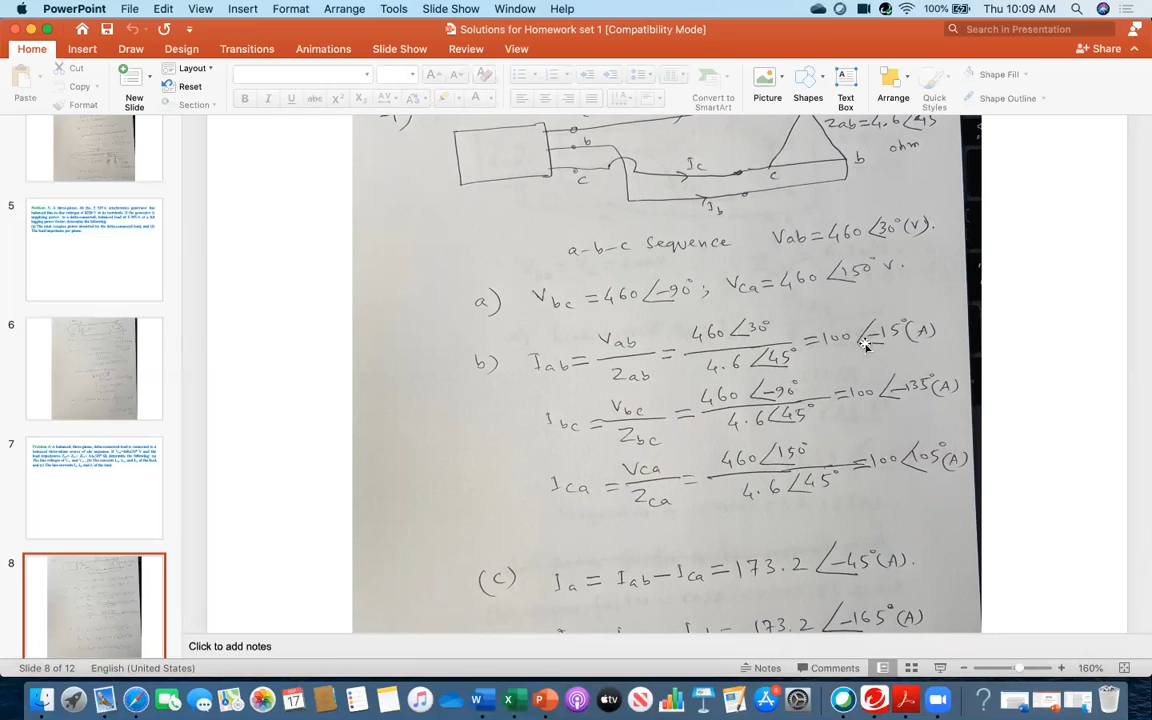 PowerPoint File Edit View Insert Format Arrange Tools Slide Show Window Help 100% Thu 10:09 AM
Solutions for Homework set 1 [Compatibility Mode]
Search in Presentation
Home Insert Draw Design Transitions Animations Slide Show Review View
Share
Paste
Cut
Copy
Format
New Slide
Layout
Reset
Section
B I U abc X² X₂ AV Aa A
Convert to SmartArt
Picture
Shapes
Text Box
Arrange
Quick Styles
Shape Fill
Shape Outline
5
6
7
8
Zab=4.6∠45
ohm
b
c
Ic
c
b
Ib
a-b-c sequence Vab=460∠30°(V).
a) Vbc =460∠-90°; Vca=460∠150° V.
b) Iab= Vab/Zab = 460∠30°/4.6∠45° =100∠-15°(A)
Ibc = Vbc/Zbc = 460∠-90°/4.6∠45° =100∠-135°(A)
Ica = Vca/Zca = 460∠150°/4.6∠45° =100∠105°(A)
(c) Ia = Iab-Ica=173.2∠-45°(A).
173.2∠-165°(A)
Click to add notes
Slide 8 of 12 English (United States)
Notes Comments 160%